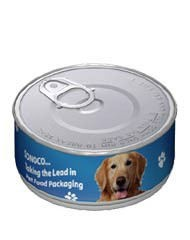 SONOCO...
Taking the Lead in
Pet Food Packaging